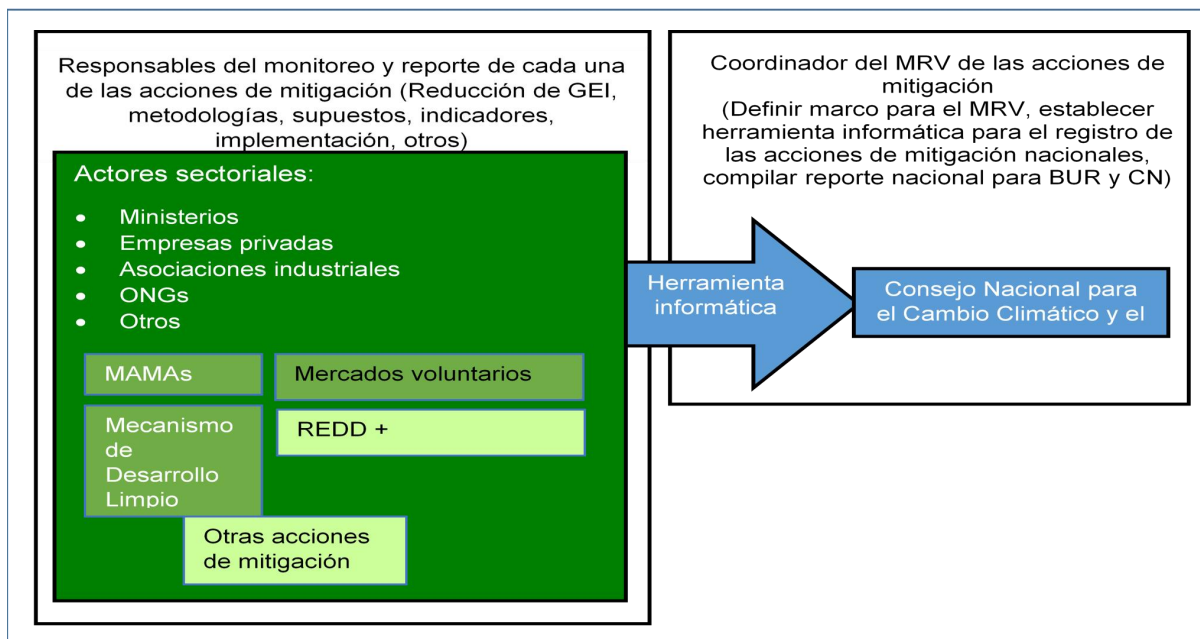 Responsables del monitoreo y reporte de cada una
de las acciones de mitigación (Reducción de GEI,
metodologías, supuestos, indicadores,
implementación, otros)
Actores sectoriales:
• Ministerios
• Empresas privadas
• Asociaciones industriales
• ONGs
• Otros
MAMAs
Mercados voluntarios
Mecanismo
de
Desarrollo
Limpio
REDD +
Otras acciones
de mitigación
Herramienta
informática
Coordinador del MRV de las acciones de
mitigación
(Definir marco para el MRV, establecer
herramienta informática para el registro de
las acciones de mitigación nacionales,
compilar reporte nacional para BUR y CN)
Consejo Nacional para
el Cambio Climático y el